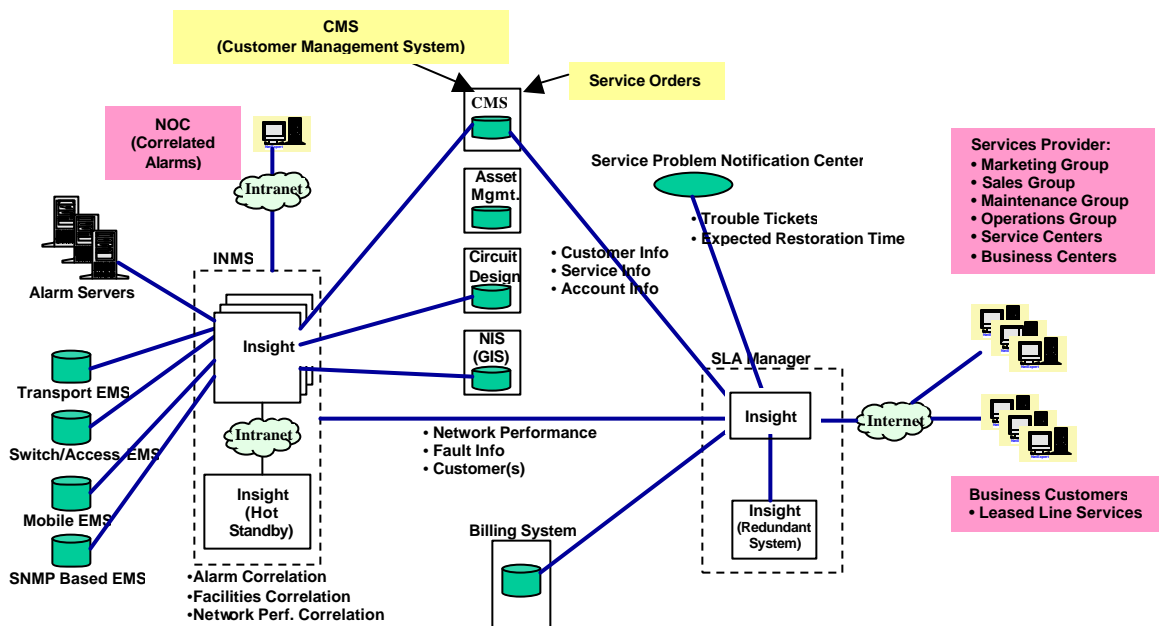 CMS
(Customer Management System)
Service Orders
NOC
(Correlated
Alarms)
Intranet
CMS
Asset
Mgmt.
Circuit
Design
NIS
(GIS)
Service Problem Notification Center
• Trouble Tickets
• Expected Restoration Time
• Customer Info
• Service Info
• Account Info
Services Provider:
• Marketing Group
• Sales Group
• Maintenance Group
• Operations Group
• Service Centers
• Business Centers
Alarm Servers
INMS
Insight
Transport EMS
Switch/Access EMS
Mobile EMS
SNMP Based EMS
Intranet
Insight
(Hot
Standby)
•Alarm Correlation
•Facilities Correlation
•Network Perf. Correlation
• Network Performance
• Fault Info
• Customer(s)
Billing System
SLA Manager
Insight
Insight
(Redundant
System)
Internet
NetExpert
NetExpert
Business Customers
• Leased Line Services